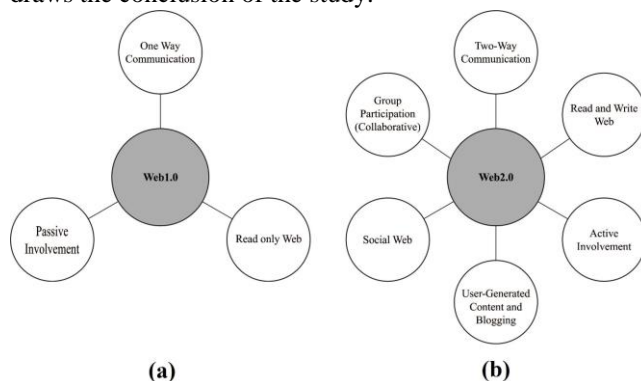 draws the conclusion of the study.
One Way
Communication
Web1.0
Passive
Involvement
Read only Web
(a)
Two-Way
Communication
Group
Participation
(Collaborative)
Read and Write
Web
Web2.0
Social Web
Active
Involvement
User-Generated
Content and
Blogging
(b)